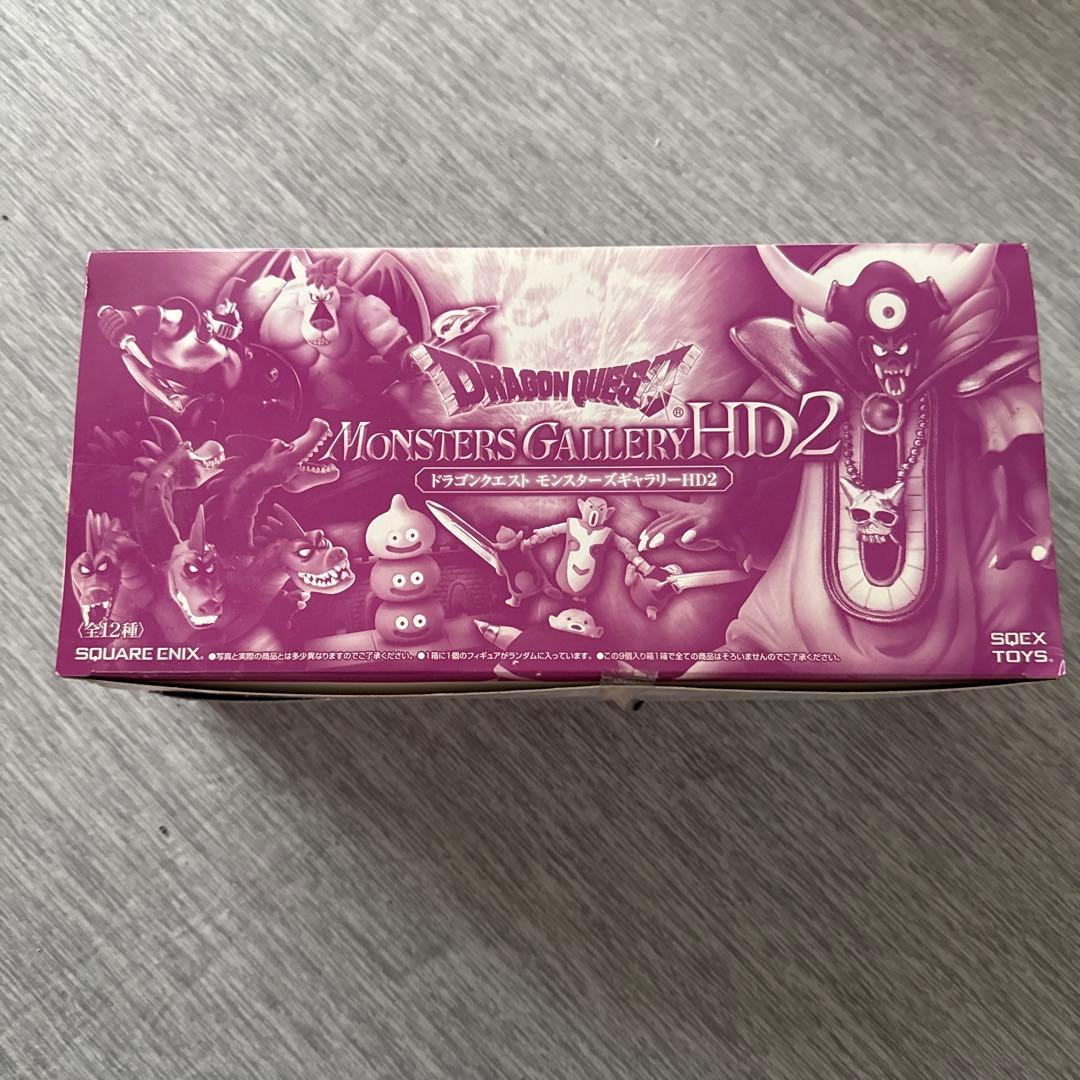 DRAGON QUEST®
MONSTERS GALLERY HD2
ドラゴンクエスト モンスターズギャラリーHD2
〈全12種〉
SQUARE ENIX. ●写真と実際の商品とは多少異なりますのでご了承ください。 ●1箱に1個のフィギュアがランダムに入っています。 ●この9個入り箱1箱で全ての商品はそろいませんのでご了承ください。
SQEX
TOYS.